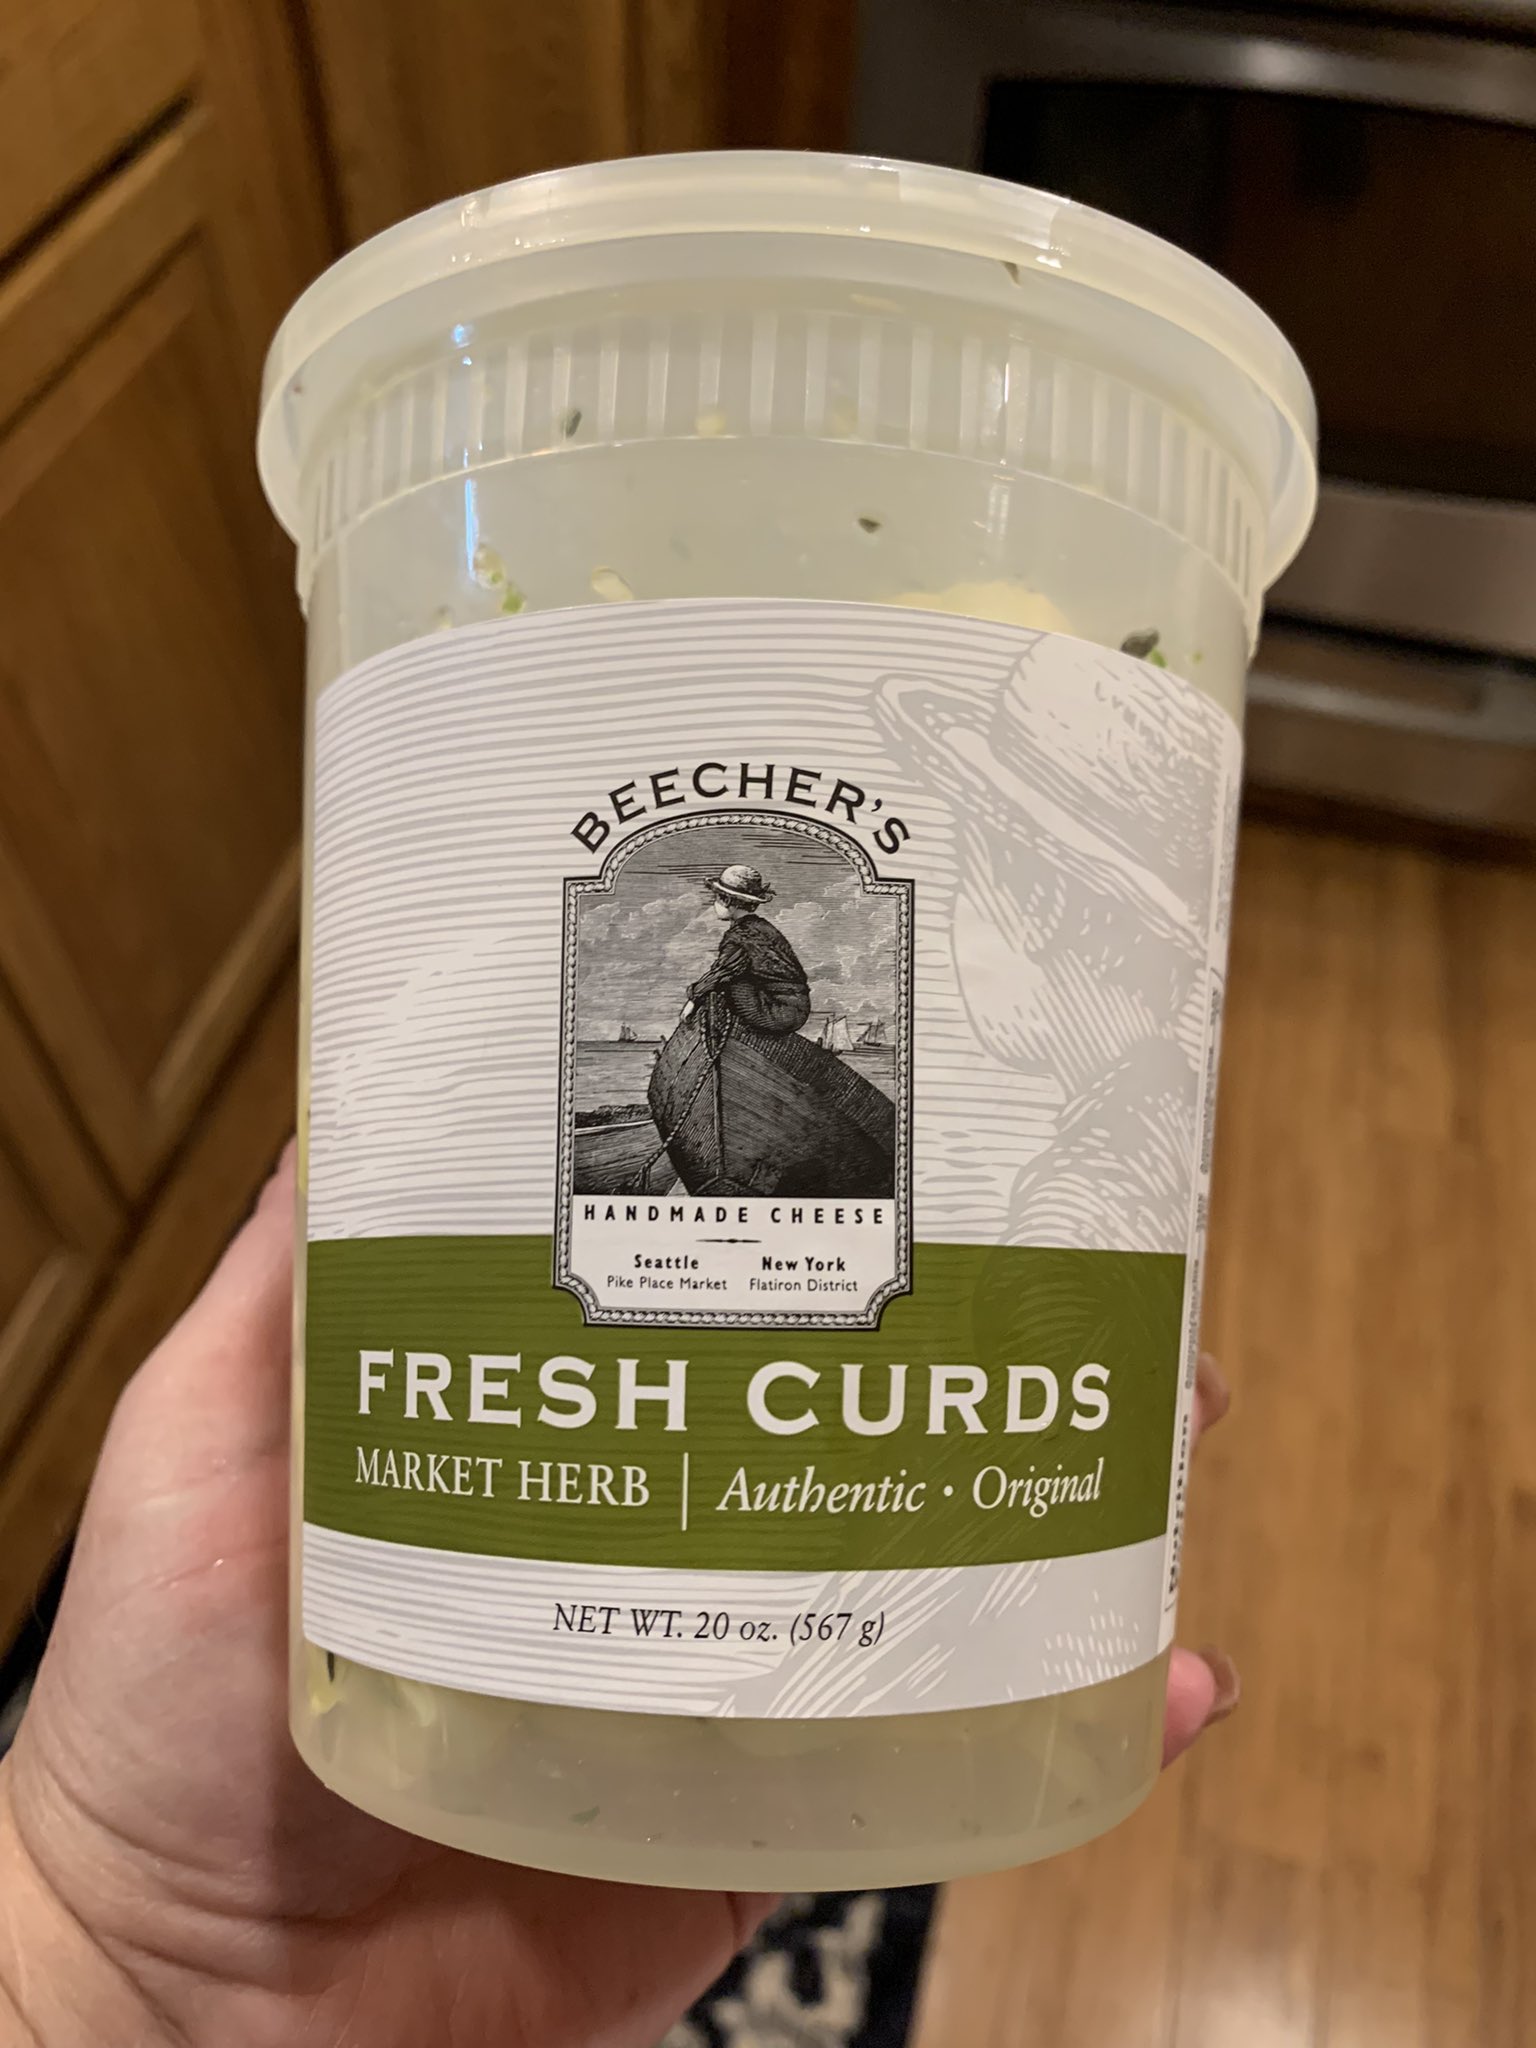 BEECHER'S
HANDMADE CHEESE
Seattle New York
Pike Place Market Flatiron District
FRESH CURDS
MARKET HERB | Authentic • Original
NET WT. 20 oz. (567 g)
Nutrition